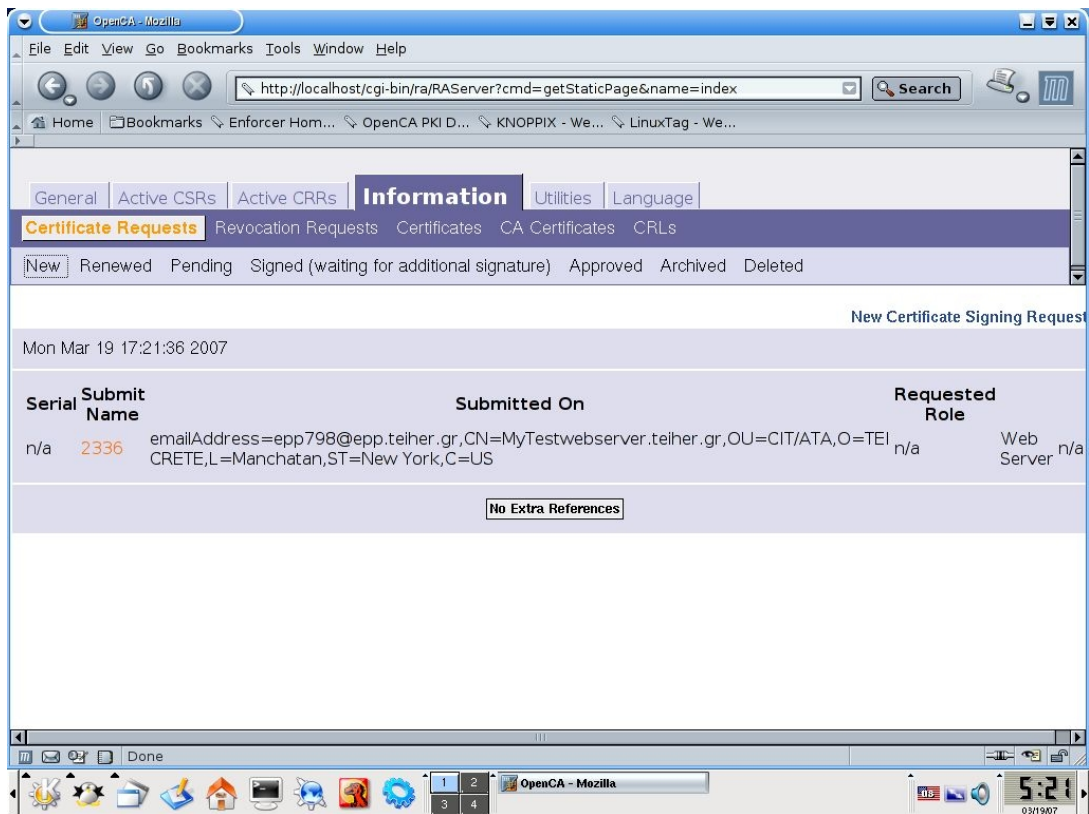 OpenCA - Mozilla
File Edit View Go Bookmarks Tools Window Help
http://localhost/cgi-bin/ra/RAServer?cmd=getStaticPage&name=index Search
Home Bookmarks Enforcer Hom... OpenCA PKI D... KNOPPIX - We... LinuxTag - We...
General Active CSRs Active CRRs Information Utilities Language
Certificate Requests Revocation Requests Certificates CA Certificates CRLs
New Renewed Pending Signed (waiting for additional signature) Approved Archived Deleted
New Certificate Signing Request
Mon Mar 19 17:21:36 2007
Serial Submit Name Submitted On Requested Role
n/a 2336 emailAddress=epp798@epp.teiher.gr,CN=MyTestwebserver.teiher.gr,OU=CIT/ATA,O=TEI n/a Web Server n/a
CRETE,L=Manchatan,ST=New York,C=US
No Extra References
Done
1 2 OpenCA - Mozilla us 5:21
3 4 03/19/07